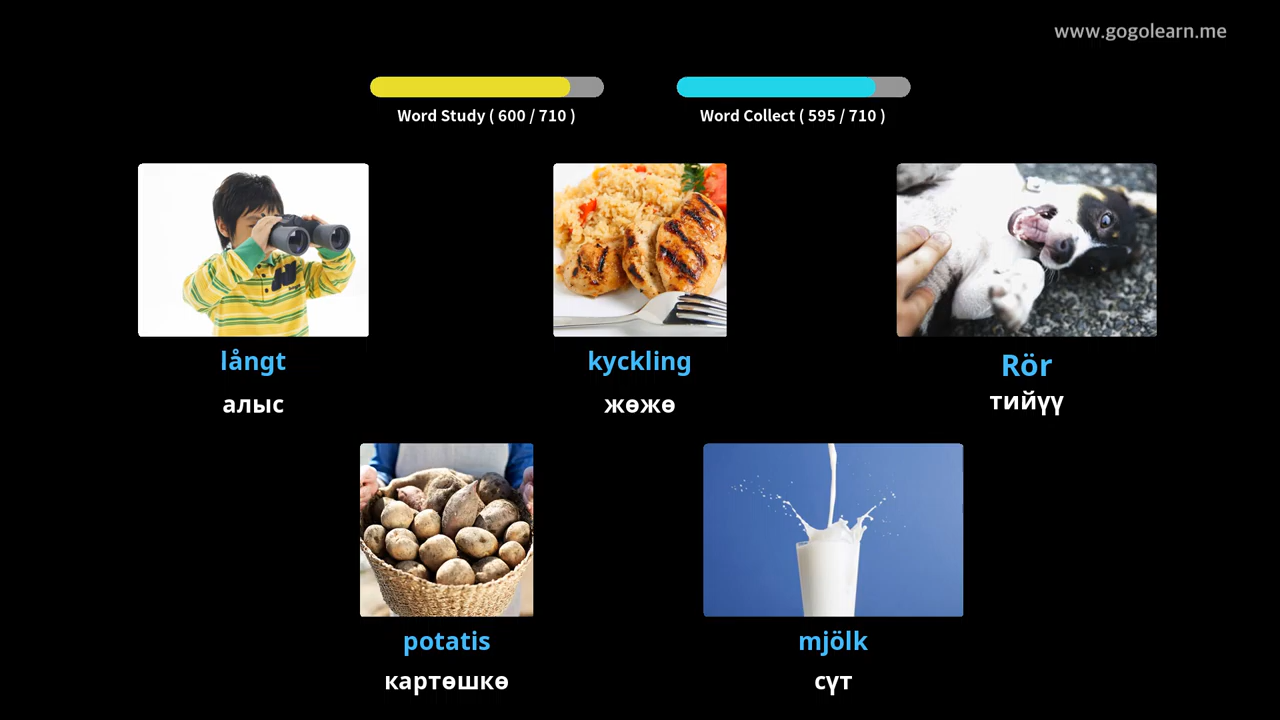 www.gogolearn.me
Word Study ( 600 / 710 )
Word Collect ( 595 / 710 )
långt
алыс
kyckling
жөжө
Rör
тийүү
potatis
картөшкө
mjölk
сүт